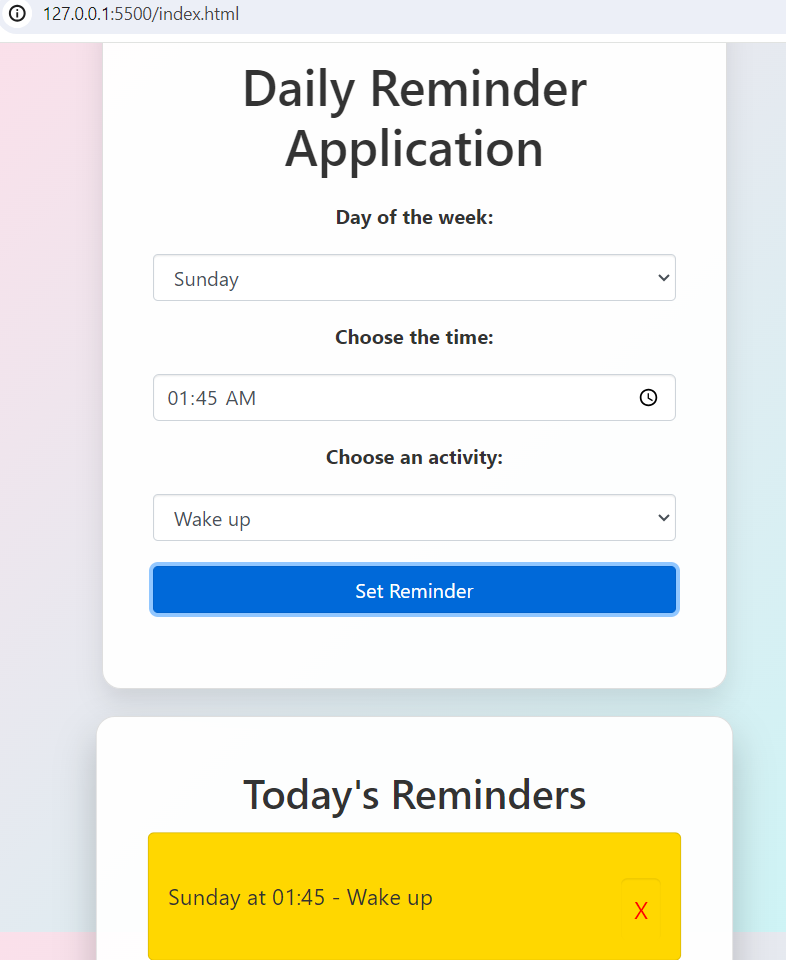 127.0.0.1:5500/index.html
Daily Reminder
Application
Day of the week:
Sunday
Choose the time:
01:45 AM
Choose an activity:
Wake up
Set Reminder
Today's Reminders
Sunday at 01:45 - Wake up
X